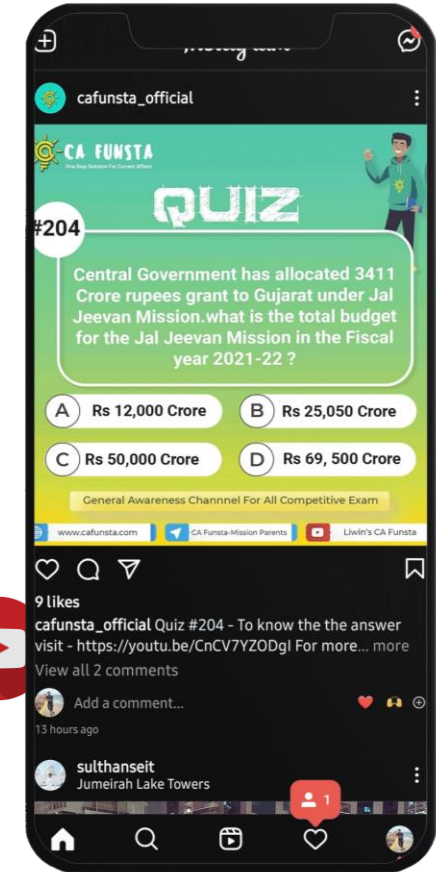 cafunsta_official
CA FUNSTA
One Stop Solution For Current Affairs
QUIZ
#204
Central Government has allocated 3411
Crore rupees grant to Gujarat under Jal
Jeevan Mission.what is the total budget
for the Jal Jeevan Mission in the Fiscal
year 2021-22 ?
A Rs 12,000 Crore
B Rs 25,050 Crore
C Rs 50,000 Crore
D Rs 69, 500 Crore
General Awareness Channnel For All Competitive Exam
www.cafunsta.com
CA Funsta-Mission Parents
Liwin's CA Funsta
9 likes
cafunsta_official Quiz #204 - To know the the answer
visit - https://youtu.be/CnCV7YZODgI For more... more
View all 2 comments
Add a comment...
13 hours ago
sulthanseit
Jumeirah Lake Towers
1